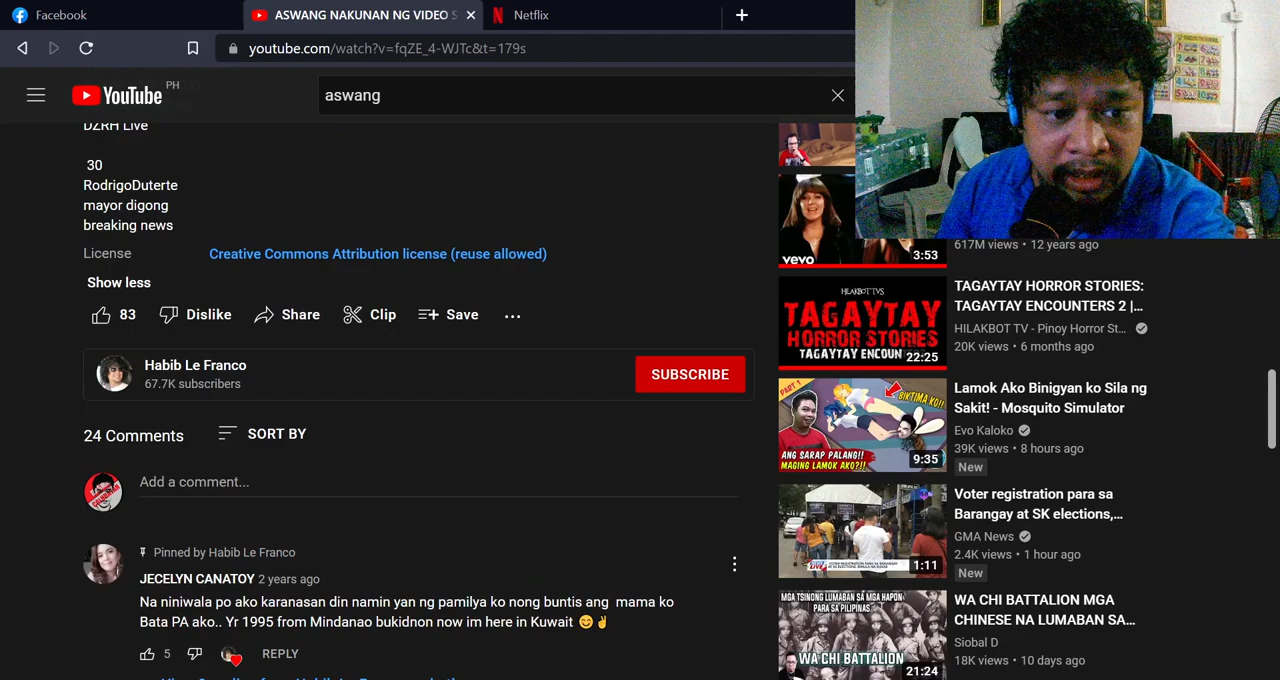 Facebook
ASWANG NAKUNAN NG VIDEO S
Netflix
youtube.com/watch?v=fqZE_4-WJTc&t=179s
YouTube PH
aswang
DZRH Live
30
RodrigoDuterte
mayor digong
breaking news
License
Creative Commons Attribution license (reuse allowed)
Show less
83
Dislike
Share
Clip
Save
Habib Le Franco
67.7K subscribers
SUBSCRIBE
24 Comments
SORT BY
Add a comment...
Pinned by Habib Le Franco
JECELYN CANATOY 2 years ago
Na niniwala po ako karanasan din namin yan ng pamilya ko nong buntis ang mama ko
Bata PA ako.. Yr 1995 from Mindanao bukidnon now im here in Kuwait 😊✌
5
REPLY
vevo
3:53
617M views • 12 years ago
HILAKBOT TV'S
TAGAYTAY
HORROR STORIES
TAGAYTAY ENCOUN
22:25
TAGAYTAY HORROR STORIES:
TAGAYTAY ENCOUNTERS 2 |...
HILAKBOT TV - Pinoy Horror St...
20K views • 6 months ago
PART 1
BIKTIMA KO!!
ANG SARAP PALANG!!
MAGING LAMOK AKO?!!
9:35
Lamok Ako Binigyan ko Sila ng
Sakit! - Mosquito Simulator
Evo Kaloko
39K views • 8 hours ago
New
1:11
Voter registration para sa
Barangay at SK elections,...
GMA News
2.4K views • 1 hour ago
New
MGA TSINONG LUMABAN SA MGA HAPON
PARA SA PILIPINAS
WA CHI BATTALION
21:24
WA CHI BATTALION MGA
CHINESE NA LUMABAN SA...
Siobal D
18K views • 10 days ago